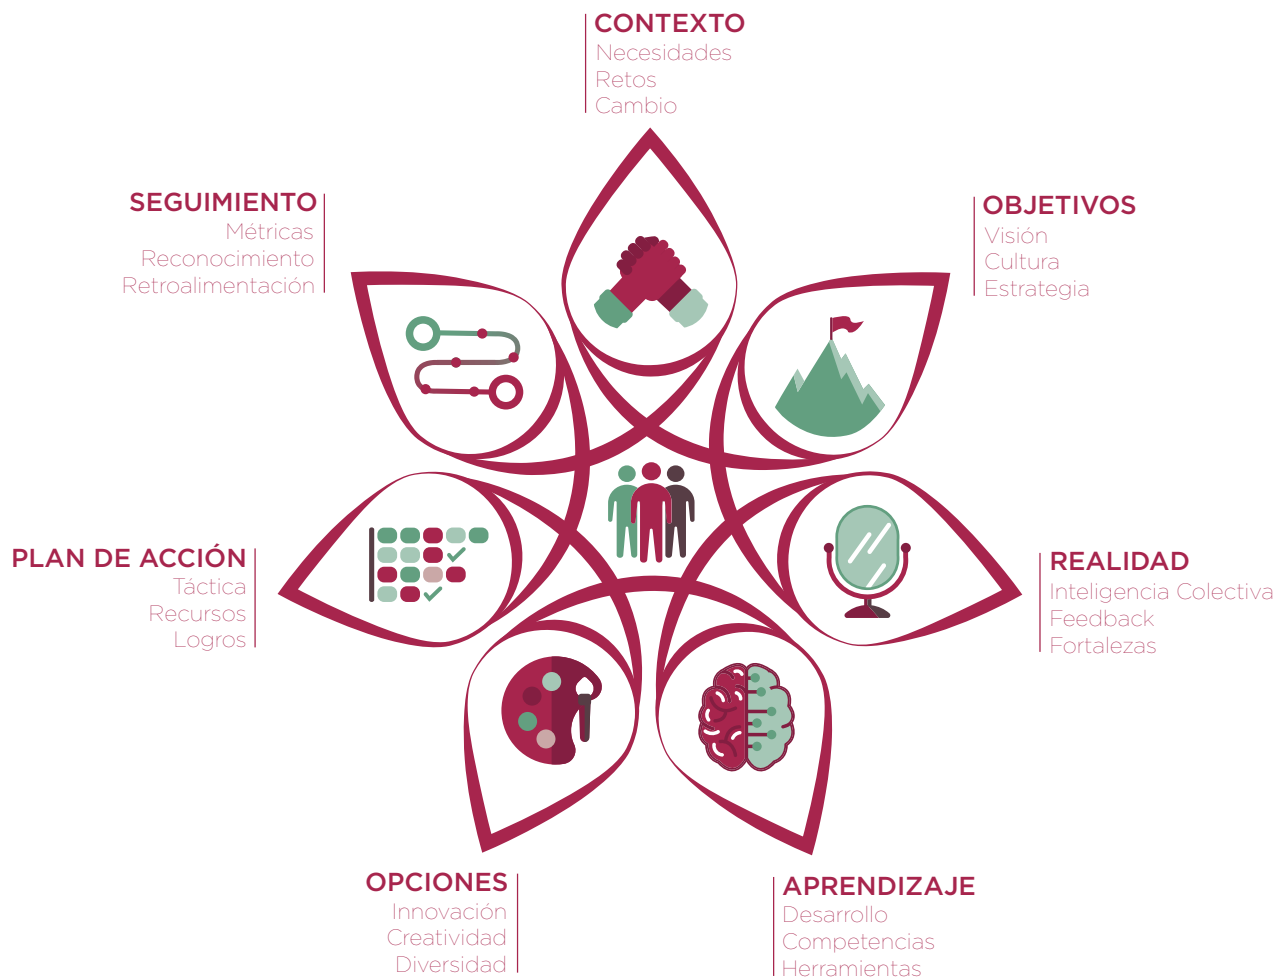 CONTEXTO
Necesidades
Retos
Cambio
OBJETIVOS
Visión
Cultura
Estrategia
REALIDAD
Inteligencia Colectiva
Feedback
Fortalezas
APRENDIZAJE
Desarrollo
Competencias
Herramientas
OPCIONES
Innovación
Creatividad
Diversidad
PLAN DE ACCIÓN
Táctica
Recursos
Logros
SEGUIMIENTO
Métricas
Reconocimiento
Retroalimentación